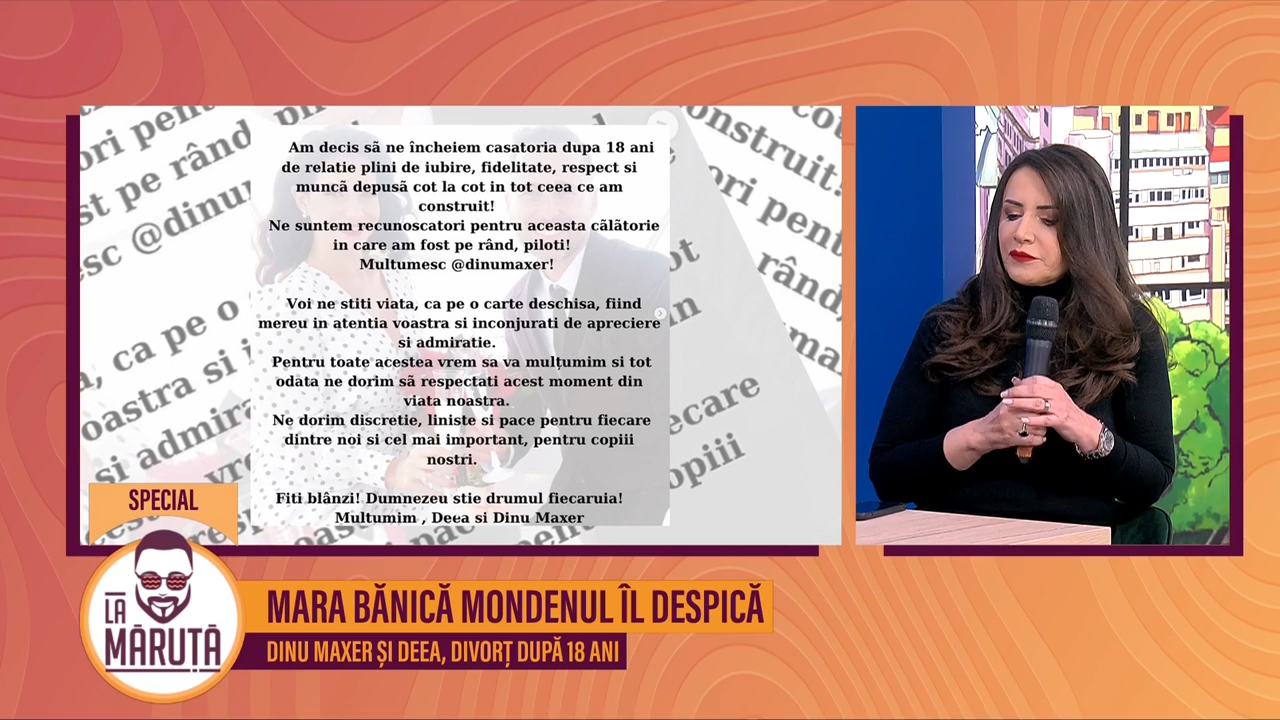 Am decis sã ne încheiem casatoria dupa 18 ani
de relatie plini de iubire, fidelitate, respect si
muncã depusã cot la cot in tot ceea ce am
construit!
Ne suntem recunoscatori pentru aceasta cãlãtorie
in care am fost pe rând, piloti!
Multumesc @dinumaxer!
Voi ne stiti viata, ca pe o carte deschisa, fiind
mereu in atentia voastra si inconjurati de apreciere
si admiratie.
Pentru toate acestea vrem sa va mulțumim si tot
odata ne dorim sã respectati acest moment din
viata noastra.
Ne dorim discretie, liniste si pace pentru fiecare
dintre noi si cel mai important, pentru copiii
nostri.
Fiti blânzi! Dumnezeu stie drumul fiecaruia!
Multumim , Deea si Dinu Maxer
SPECIAL
LA
MĂRUȚĂ
MARA BĂNICĂ MONDENUL ÎL DESPICĂ
DINU MAXER ȘI DEEA, DIVORȚ DUPĂ 18 ANI